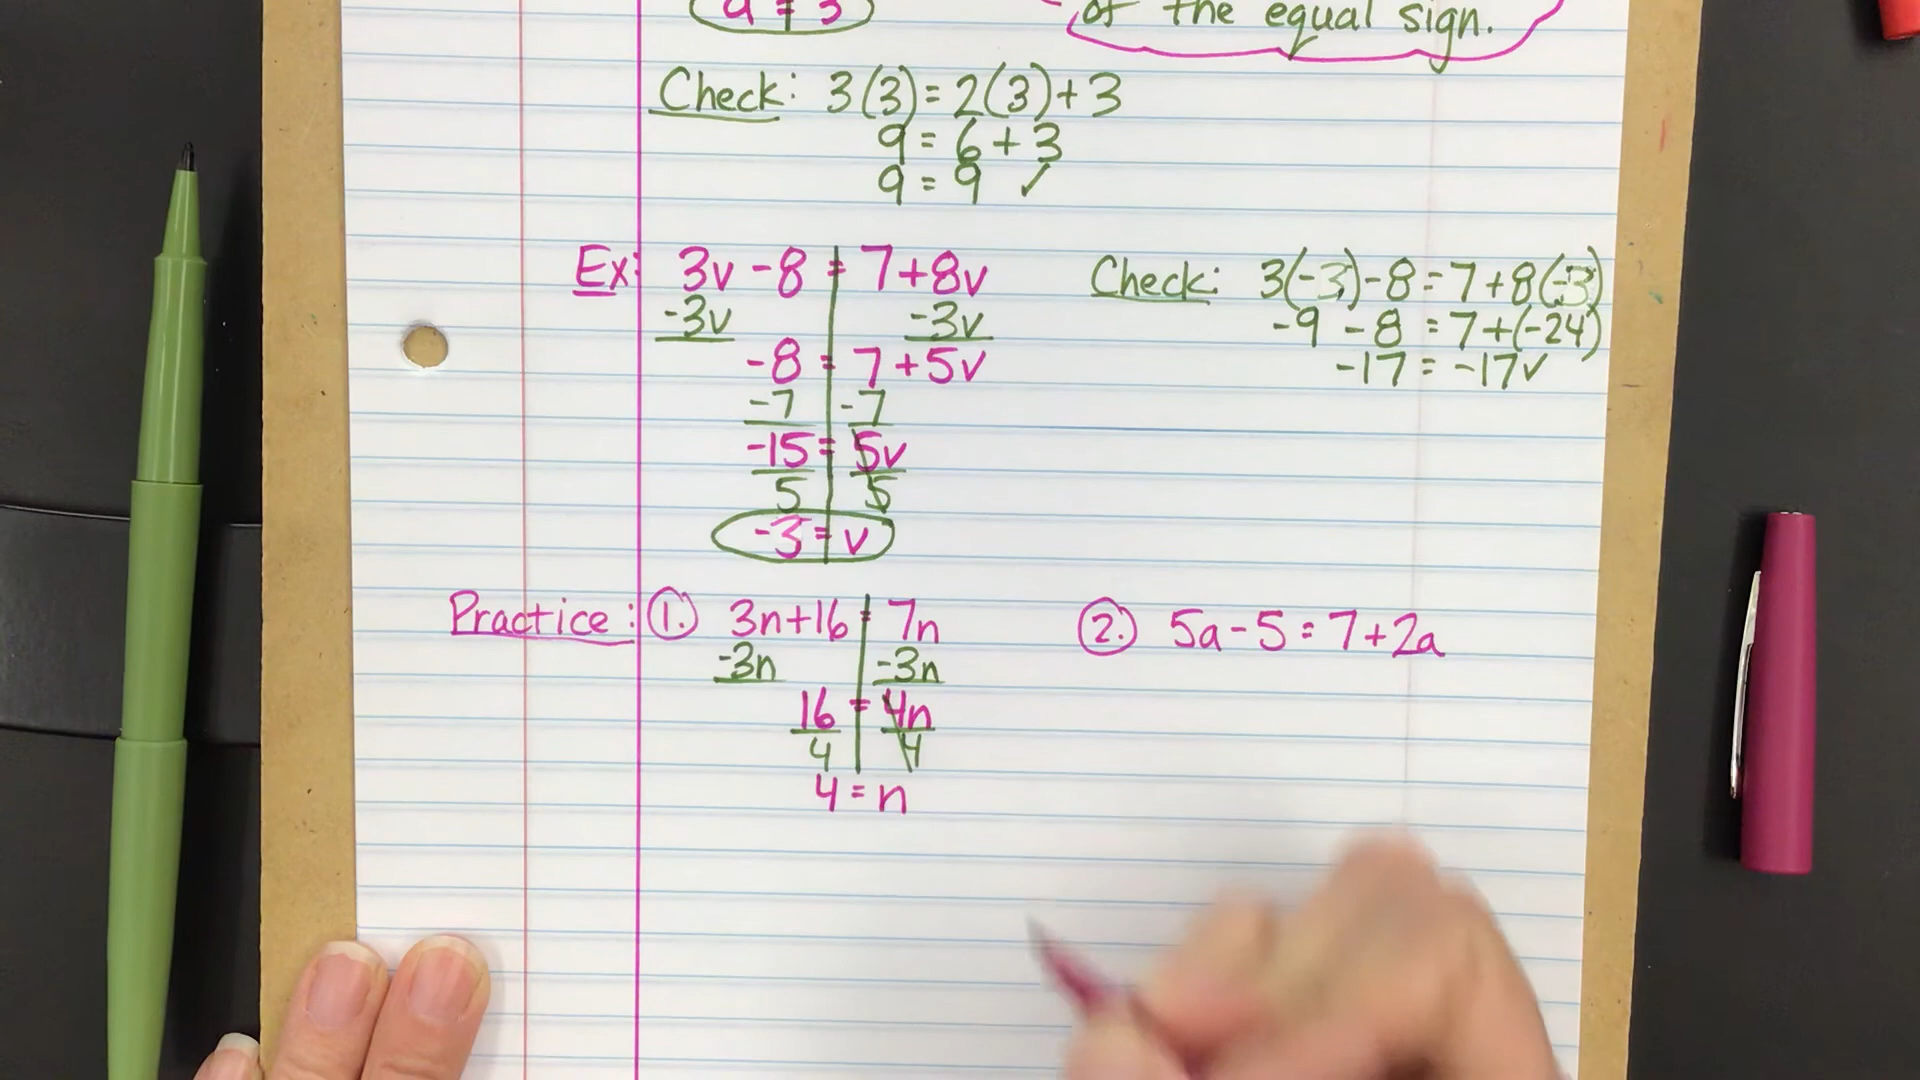 a = 3
of the equal sign.
Check: 3(3) = 2(3) + 3
9 = 6 + 3
9 = 9 ✓
Ex: 3v - 8 = 7 + 8v
-3v -3v
-8 = 7 + 5v
-7 -7
-15 = 5v
5 5
-3 = v
Check: 3(-3) - 8 = 7 + 8(-3)
-9 - 8 = 7 + (-24)
-17 = -17 ✓
Practice: 1. 3n + 16 = 7n
-3n -3n
16 = 4n
4 4
4 = n
2. 5a - 5 = 7 + 2a